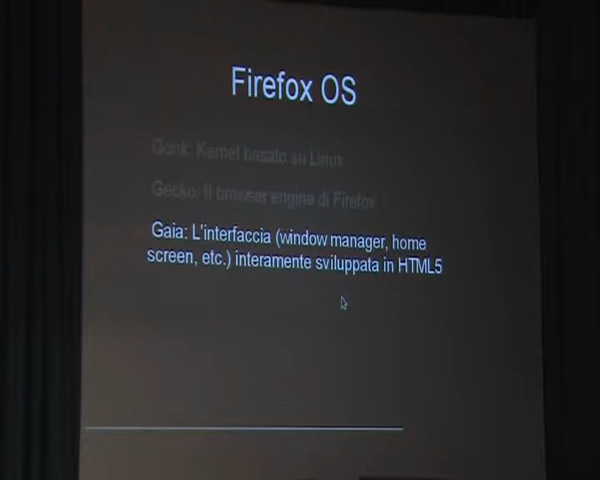 Firefox OS
Gonk: Kernel basato su Linux
Gecko: Il browser engine di Firefox
Gaia: L'interfaccia (window manager, home
screen, etc.) interamente sviluppata in HTML5